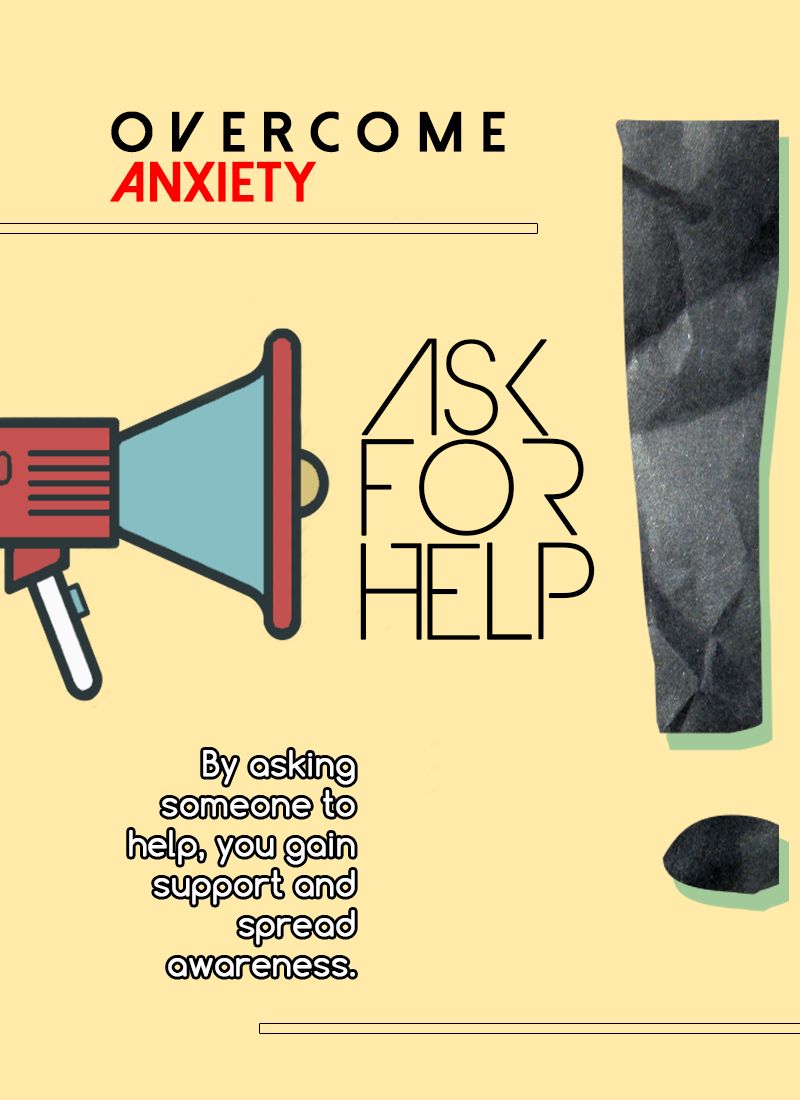 OVERCOME
ANXIETY
ASK
FOR
HELP
By asking
someone to
help, you gain
support and
spread
awareness.